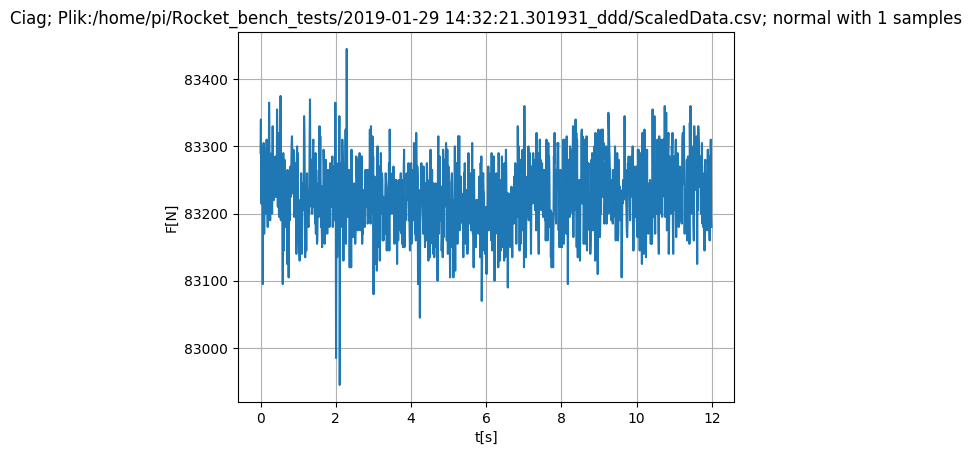 Ciag; Plik:/home/pi/Rocket_bench_tests/2019-01-29 14:32:21.301931_ddd/ScaledData.csv; normal with 1 samples
83400
83300
83200
83100
83000
F[N]
0 2 4 6 8 10 12
t[s]